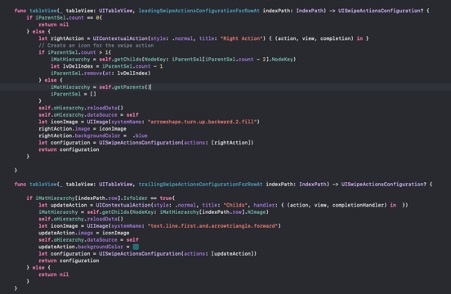 func tableView(_ tableView: UITableView, leadingSwipeActionsConfigurationForRowAt indexPath: IndexPath) -> UISwipeActionsConfiguration? {
if iParentSel.count == 0{
return nil
} else {
let rightAction = UIContextualAction(style: .normal, title: "Right Action") { (action, view, completion) in }
// Create an icon for the swipe action
if iParentSel.count > 1{
iMatHierarchy = self.getChilds(NodeKey: iParentSel[iParentSel.count - 2].NodeKey)
let lvDelIndex = iParentSel.count - 1
iParentSel.remove(at: lvDelIndex)
} else {
iMatHierarchy = self.getParents()
iParentSel = []
}
self.oHierarchy.reloadData()
self.oHierarchy.dataSource = self
let iconImage = UIImage(systemName: "arrowshape.turn.up.backward.2.fill")
rightAction.image = iconImage
rightAction.backgroundColor = .blue
let configuration = UISwipeActionsConfiguration(actions: [rightAction])
return configuration
}
}
func tableView(_ tableView: UITableView, trailingSwipeActionsConfigurationForRowAt indexPath: IndexPath) -> UISwipeActionsConfiguration? {
if iMatHierarchy[indexPath.row].Isfolder == true{
let updateAction = UIContextualAction(style: .normal, title: "Childs", handler: { (action, view, completionHandler) in })
iMatHierarchy = self.getChilds(NodeKey: iMatHierarchy[indexPath.row].NImage)
self.oHierarchy.reloadData()
let iconImage = UIImage(systemName: "text.line.first.and.arrowtriangle.forward")
updateAction.image = iconImage
self.oHierarchy.dataSource = self
updateAction.backgroundColor =
let configuration = UISwipeActionsConfiguration(actions: [updateAction])
return configuration
} else {
return nil
}